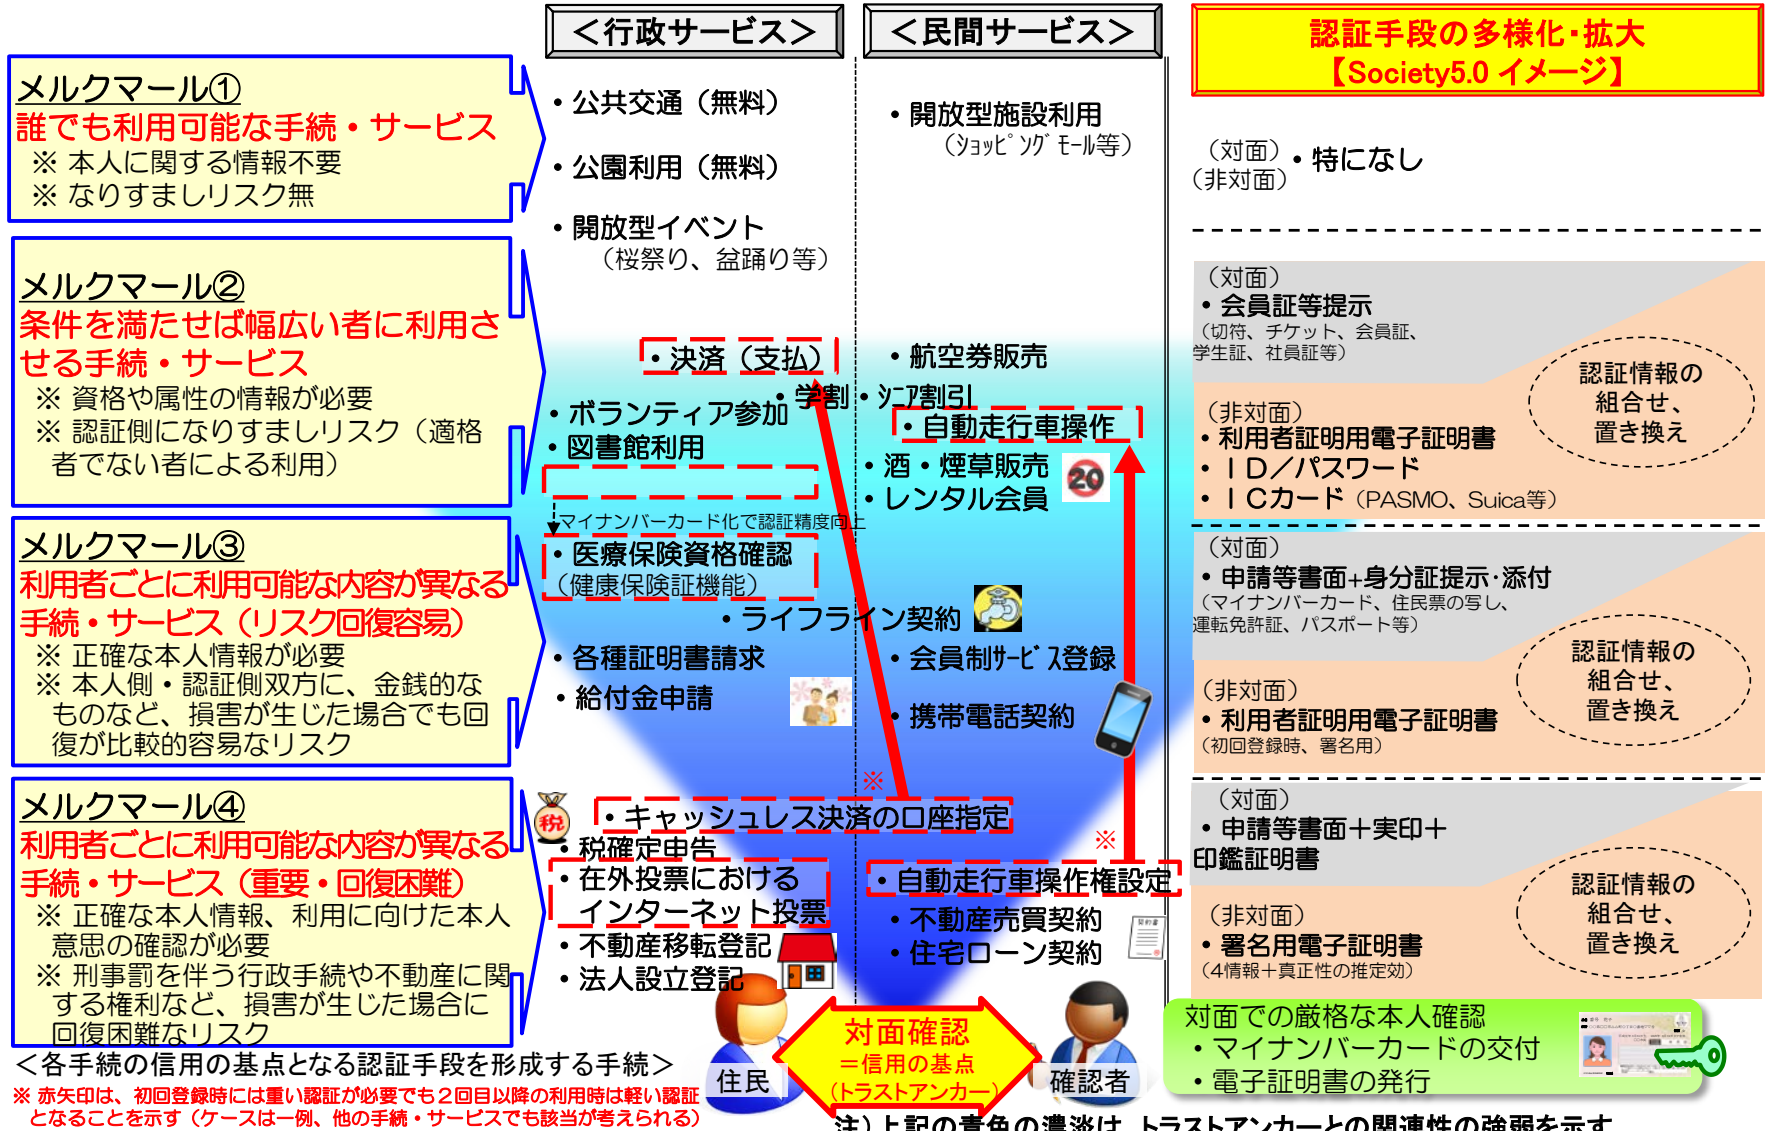 ＜行政サービス＞
＜民間サービス＞
認証手段の多様化・拡大
【Society5.0 イメージ】
メルクマール①
誰でも利用可能な手続・サービス
※ 本人に関する情報不要
※ なりすましリスク無
・公共交通（無料）
・公園利用（無料）
・開放型イベント
（桜祭り、盆踊り等）
・開放型施設利用
（ｼｮｯﾋﾟﾝｸﾞﾓｰﾙ等）
（対面）
（非対面）
・特になし
メルクマール②
条件を満たせば幅広い者に利用さ
せる手続・サービス
※ 資格や属性の情報が必要
※ 認証側になりすましリスク（適格
者でない者による利用）
・決済（支払）
・学割・ｼﾆｱ割引
・ボランティア参加
・図書館利用
マイナンバーカード化で認証精度向上
・航空券販売
・自動走行車操作
・酒・煙草販売
20
・レンタル会員
（対面）
・会員証等提示
（切符、チケット、会員証、
学生証、社員証等）
（非対面）
・利用者証明用電子証明書
・ＩＤ／パスワード
・ＩＣカード（PASMO、Suica等）
認証情報の
組合せ、
置き換え
メルクマール③
利用者ごとに利用可能な内容が異なる
手続・サービス（リスク回復容易）
※ 正確な本人情報が必要
※ 本人側・認証側双方に、金銭的な
ものなど、損害が生じた場合でも回
復が比較的容易なリスク
・医療保険資格確認
（健康保険証機能）
・ライフライン契約
・各種証明書請求
・給付金申請
・会員制ｻｰﾋﾞｽ登録
・携帯電話契約
（対面）
・申請等書面+身分証提示・添付
（マイナンバーカード、住民票の写し、
運転免許証、パスポート等）
（非対面）
・利用者証明用電子証明書
（初回登録時、署名用）
認証情報の
組合せ、
置き換え
メルクマール④
利用者ごとに利用可能な内容が異なる
手続・サービス（重要・回復困難）
※ 正確な本人情報、利用に向けた本人
意思の確認が必要
※ 刑事罰を伴う行政手続や不動産に関
する権利など、損害が生じた場合に
回復困難なリスク
※
・キャッシュレス決済の口座指定
税
・税確定申告
・在外投票における
インターネット投票
・不動産移転登記
・法人設立登記
※
・自動走行車操作権設定
・不動産売買契約
・住宅ローン契約
契約書
（対面）
・申請等書面＋実印＋
印鑑証明書
（非対面）
・署名用電子証明書
（4情報＋真正性の推定効）
認証情報の
組合せ、
置き換え
＜各手続の信用の基点となる認証手段を形成する手続＞
※ 赤矢印は、初回登録時には重い認証が必要でも２回目以降の利用時は軽い認証
となることを示す（ケースは一例、他の手続・サービスでも該当が考えられる）
住民
対面確認
＝信用の基点
（トラストアンカー）
確認者
対面での厳格な本人確認
・マイナンバーカードの交付
・電子証明書の発行
注）上記の青色の濃淡は、トラストアンカーとの関連性の強弱を示す